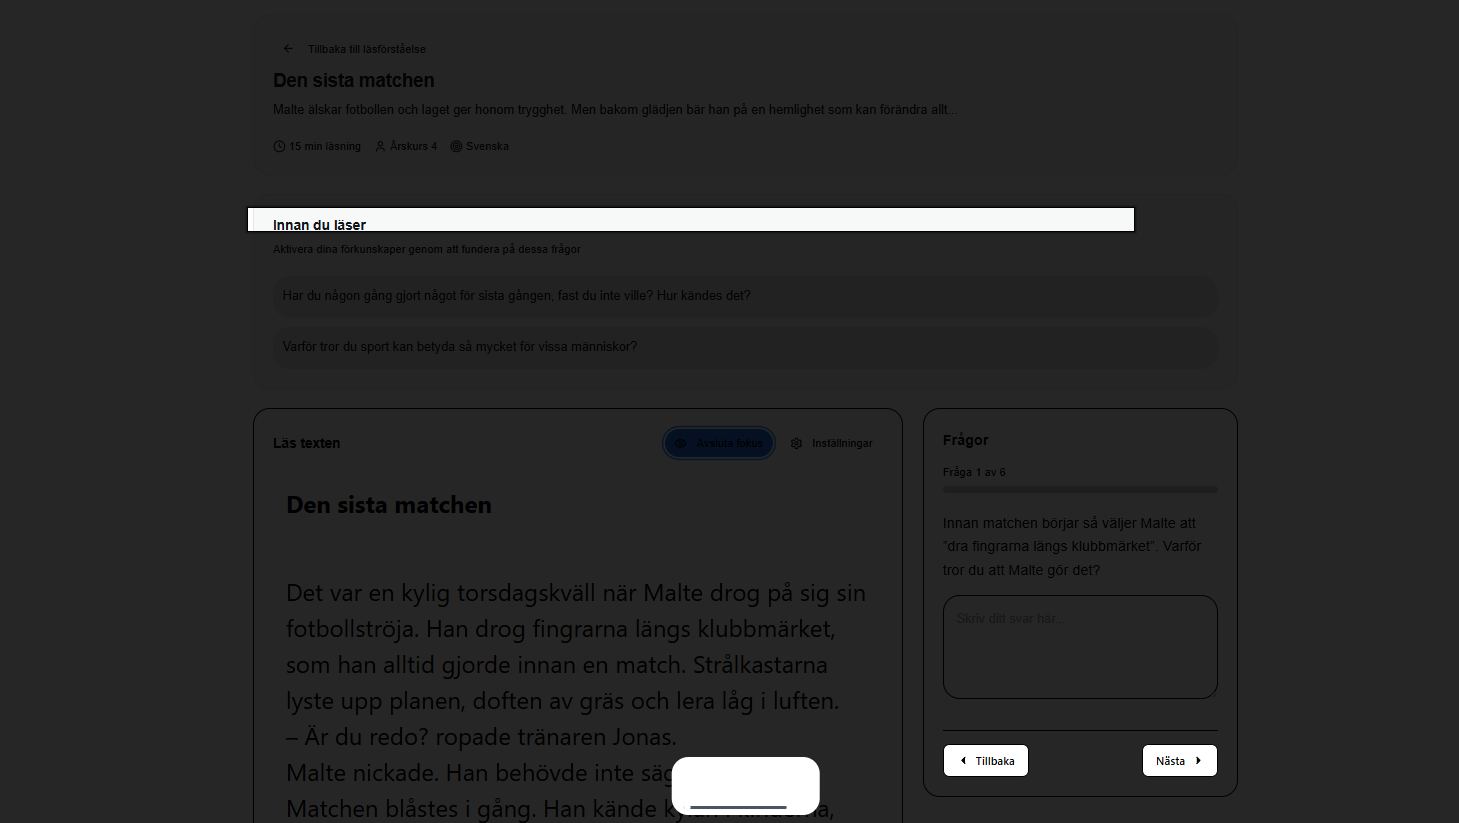 Tillbaka till läsförståelse
Den sista matchen
Malte älskar fotbollen och laget ger honom trygghet. Men bakom glädjen bär han på en hemlighet som kan förändra allt...
15 min läsning Årskurs 4 Svenska
Innan du läser
Aktivera dina förkunskaper genom att fundera på dessa frågor
Har du någon gång gjort något för sista gången, fast du inte ville? Hur kändes det?
Varför tror du sport kan betyda så mycket för vissa människor?
Läs texten
Avsluta fokus
Inställningar
Den sista matchen
Det var en kylig torsdagskväll när Malte drog på sig sin
fotbollströja. Han drog fingrarna längs klubbmärket,
som han alltid gjorde innan en match. Strålkastarna
lyste upp planen, doften av gräs och lera låg i luften.
– Är du redo? ropade tränaren Jonas.
Malte nickade. Han behövde inte
Matchen blåstes i gång. Han kände
Frågor
Fråga 1 av 6
Innan matchen börjar så väljer Malte att
"dra fingrarna längs klubbmärket". Varför
tror du att Malte gör det?
Skriv ditt svar här...
Tillbaka
Nästa